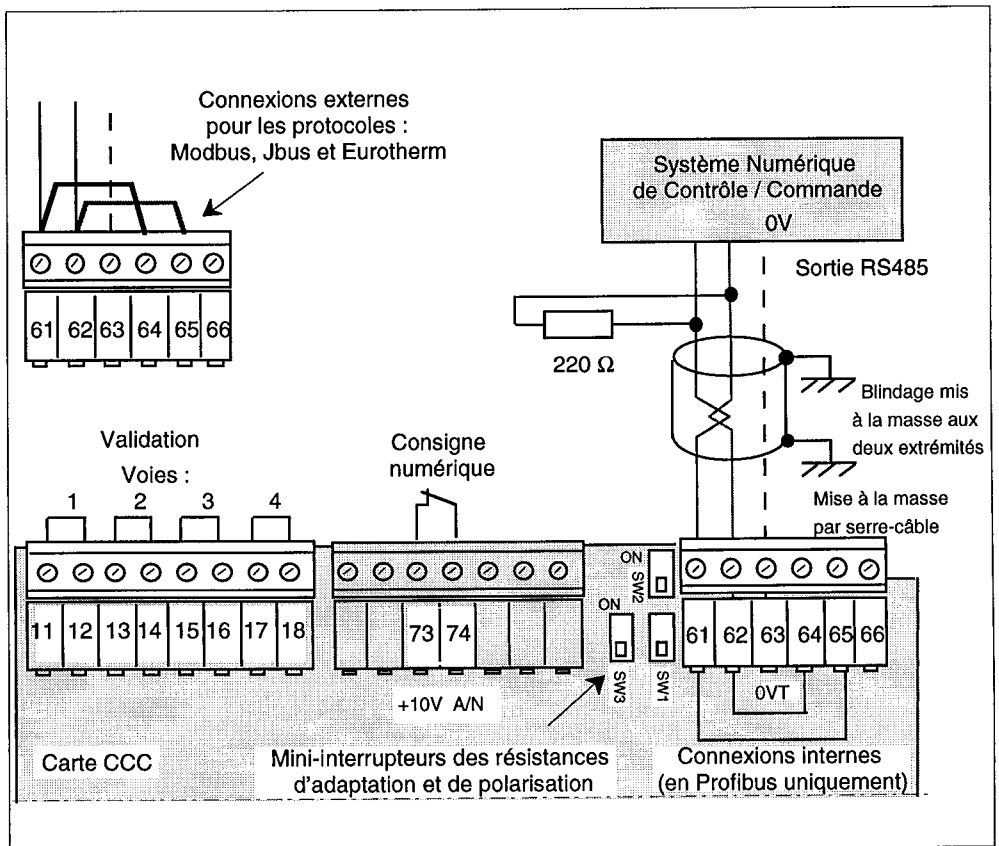 Connexions externes
pour les protocoles :
Modbus, Jbus et Eurotherm
61 62 63 64 65 66
Système Numérique
de Contrôle / Commande
0V
Sortie RS485
220 Ω
Blindage mis
à la masse aux
deux extrémités
Mise à la masse
par serre-câble
Validation
Voies :
1 2 3 4
11 12 13 14 15 16 17 18
Consigne
numérique
73 74
+10V A/N
ON
SW2
ON
SW3
SW1
61 62 63 64 65 66
0VT
Carte CCC
Mini-interrupteurs des résistances
d'adaptation et de polarisation
Connexions internes
(en Profibus uniquement)